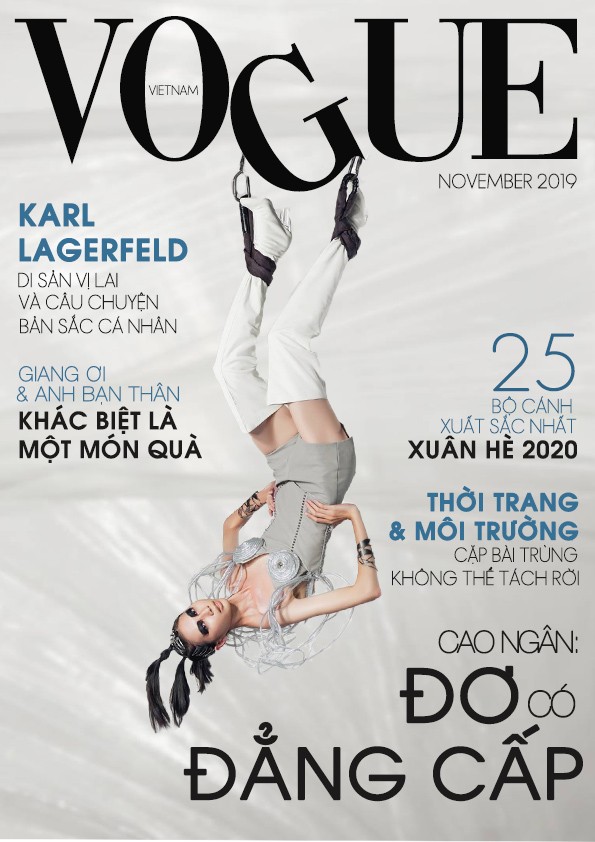 VOGUE
VIETNAM
NOVEMBER 2019
KARL
LAGERFELD
DI SẢN VỊ LAI
VÀ CÂU CHUYỆN
BẢN SẮC CÁ NHÂN
GIANG ƠI
& ANH BẠN THÂN
KHÁC BIỆT LÀ
MỘT MÓN QUÀ
25
BỘ CÁNH
XUẤT SẮC NHẤT
XUÂN HÈ 2020
THỜI TRANG
& MÔI TRƯỜNG
CẶP BÀI TRÙNG
KHÔNG THỂ TÁCH RỜI
CAO NGÂN:
ĐƠ CÓ
ĐẲNG CẤP